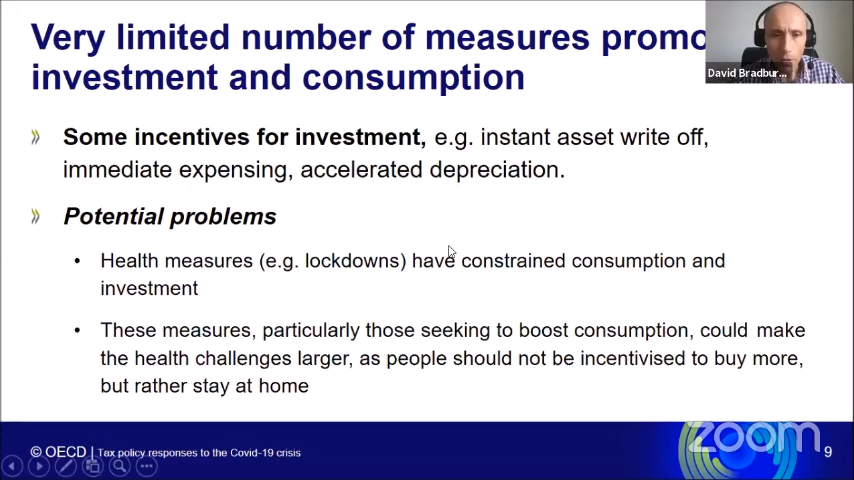 Very limited number of measures promo
investment and consumption
David Bradbur...
Some incentives for investment, e.g. instant asset write off,
immediate expensing, accelerated depreciation.
Potential problems
• Health measures (e.g. lockdowns) have constrained consumption and
investment
• These measures, particularly those seeking to boost consumption, could make
the health challenges larger, as people should not be incentivised to buy more,
but rather stay at home
© OECD | Tax policy responses to the Covid-19 crisis
zoom
9